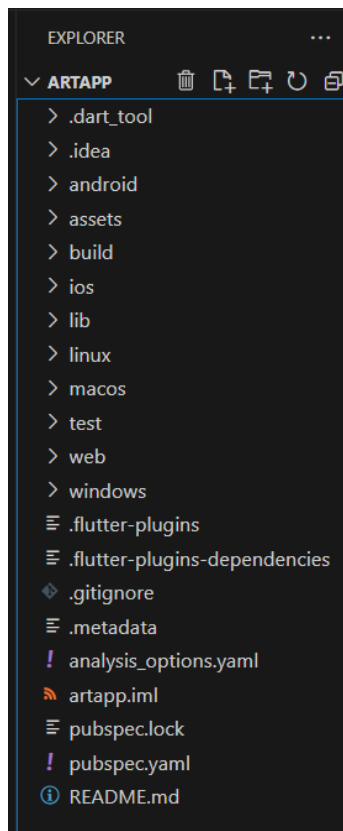 EXPLORER
ARTAPP
.dart_tool
.idea
android
assets
build
ios
lib
linux
macos
test
web
windows
.flutter-plugins
.flutter-plugins-dependencies
.gitignore
.metadata
analysis_options.yaml
artapp.iml
pubspec.lock
pubspec.yaml
README.md